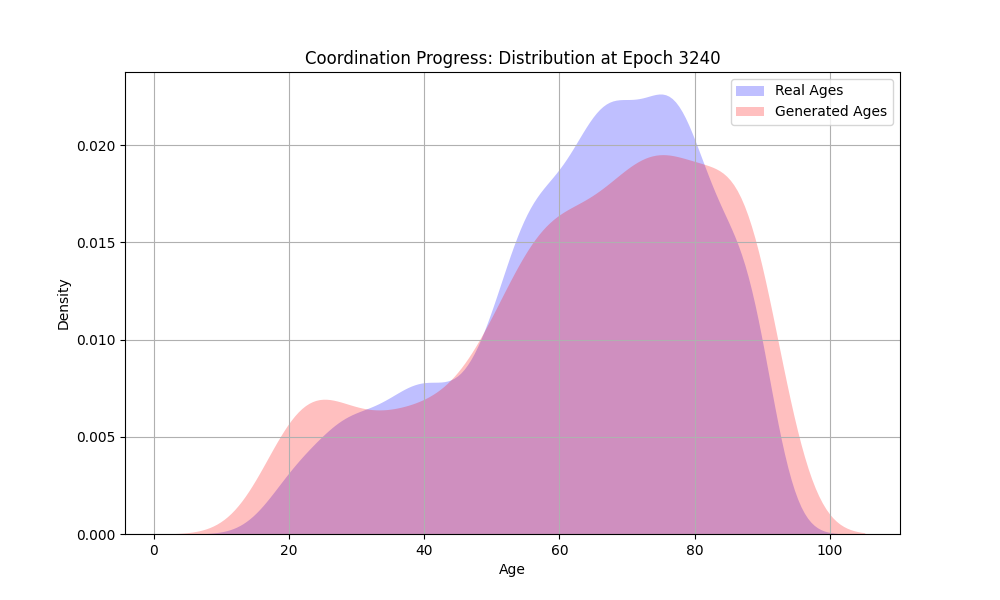 Coordination Progress: Distribution at Epoch 3240
Real Ages
Generated Ages
Density
0.020
0.015
0.010
0.005
0.000
0 20 40 60 80 100
Age